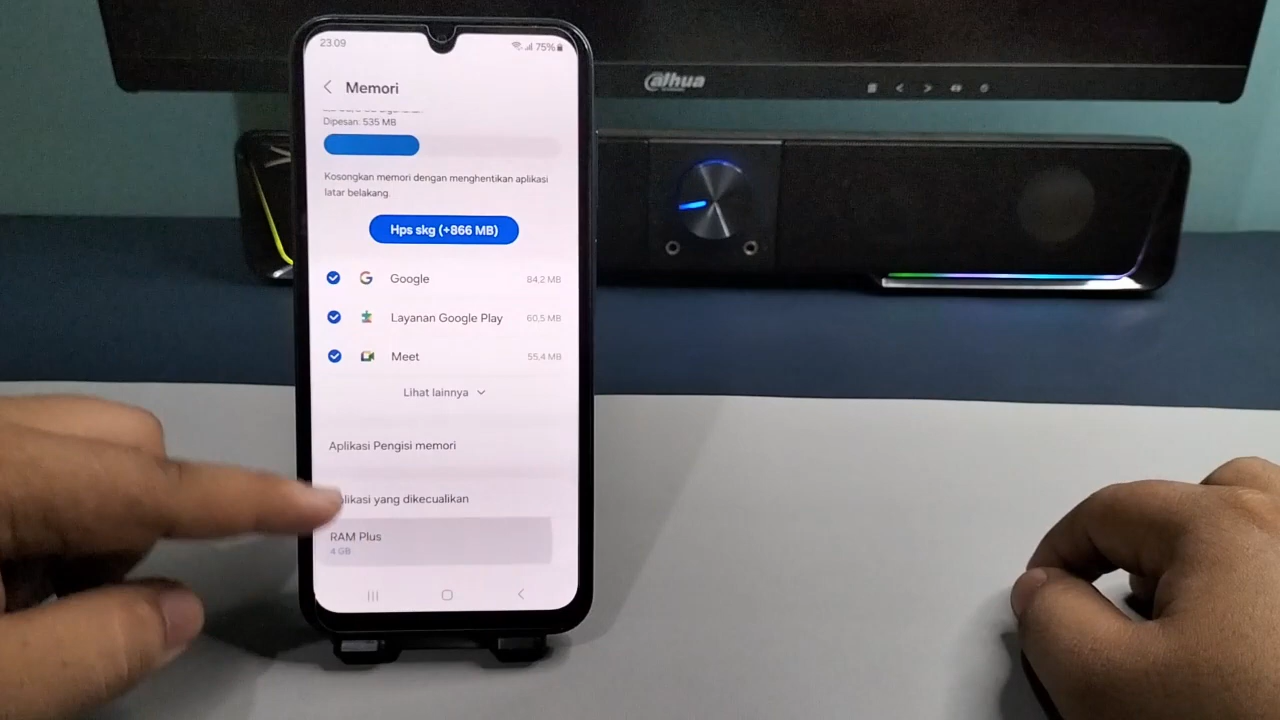 23.09
75%
Memori
Dipesan: 535 MB
Kosongkan memori dengan menghentikan aplikasi
latar belakang.
Hps skg (+866 MB)
Google 84,2 MB
Layanan Google Play 60,5 MB
Meet 55,4 MB
Lihat lainnya
Aplikasi Pengisi memori
likasi yang dikecualikan
RAM Plus
4 GB
alhua